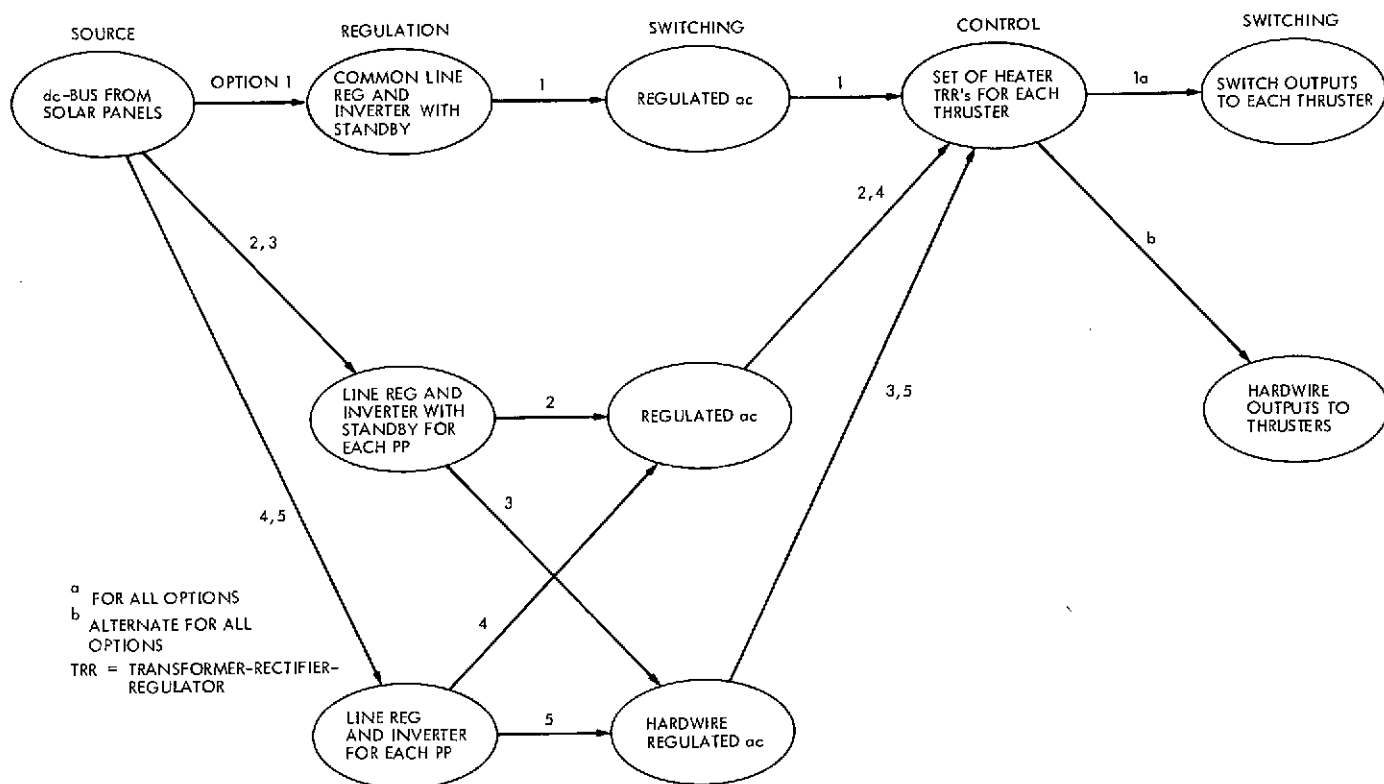 SOURCE
REGULATION
SWITCHING
CONTROL
SWITCHING
dc-BUS FROM
SOLAR PANELS
OPTION 1
COMMON LINE
REG AND
INVERTER WITH
STANDBY
1
REGULATED ac
1
SET OF HEATER
TRR's FOR EACH
THRUSTER
1a
SWITCH OUTPUTS
TO EACH THRUSTER
2,3
2,4
b
LINE REG AND
INVERTER WITH
STANDBY FOR
EACH PP
2
REGULATED ac
3,5
HARDWIRE
OUTPUTS TO
THRUSTERS
4,5
3
4
a FOR ALL OPTIONS
b ALTERNATE FOR ALL
OPTIONS
TRR = TRANSFORMER-RECTIFIER-
REGULATOR
LINE REG
AND INVERTER
FOR EACH PP
5
HARDWIRE
REGULATED ac